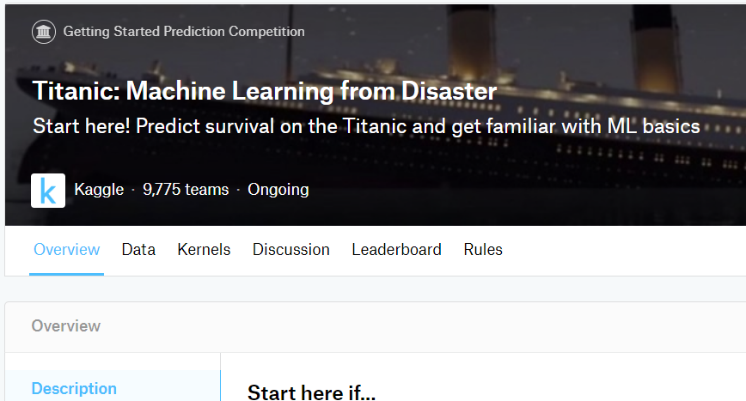 Getting Started Prediction Competition
Titanic: Machine Learning from Disaster
Start here! Predict survival on the Titanic and get familiar with ML basics
k Kaggle · 9,775 teams · Ongoing
Overview Data Kernels Discussion Leaderboard Rules
Overview
Description Start here if...